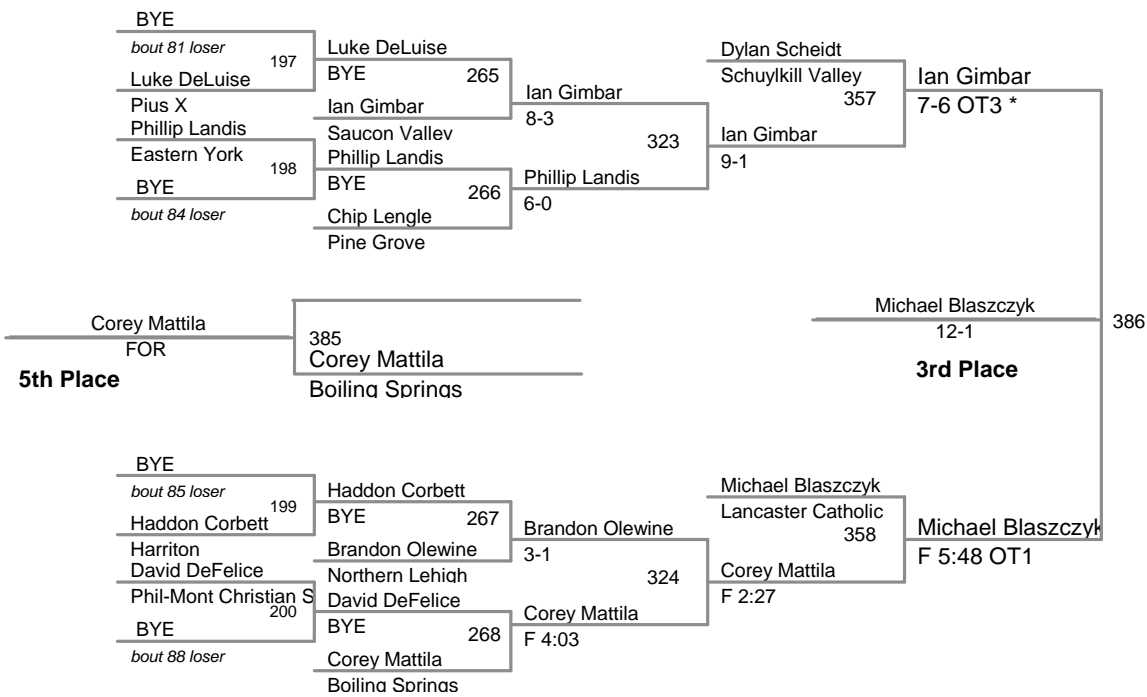 BYE
bout 81 loser
197
Luke DeLuise
Pius X
Phillip Landis
Eastern York
198
BYE
bout 84 loser
Luke DeLuise
BYE
265
Ian Gimbar
Saucon Valley
Phillip Landis
BYE
266
Chip Lengle
Pine Grove
Ian Gimbar
8-3
323
Phillip Landis
6-0
Dylan Scheidt
Schuylkill Valley
357
Ian Gimbar
9-1
Ian Gimbar
7-6 OT3 *
Corey Mattila
FOR
5th Place
385
Corey Mattila
Boiling Springs
Michael Blaszczyk
12-1
3rd Place
386
BYE
bout 85 loser
199
Haddon Corbett
Harriton
David DeFelice
Phil-Mont Christian S
200
BYE
bout 88 loser
Haddon Corbett
BYE
267
Brandon Olewine
Northern Lehigh
David DeFelice
BYE
268
Corey Mattila
Boiling Springs
Brandon Olewine
3-1
324
Corey Mattila
F 4:03
Michael Blaszczyk
Lancaster Catholic
358
Corey Mattila
F 2:27
Michael Blaszczyk
F 5:48 OT1